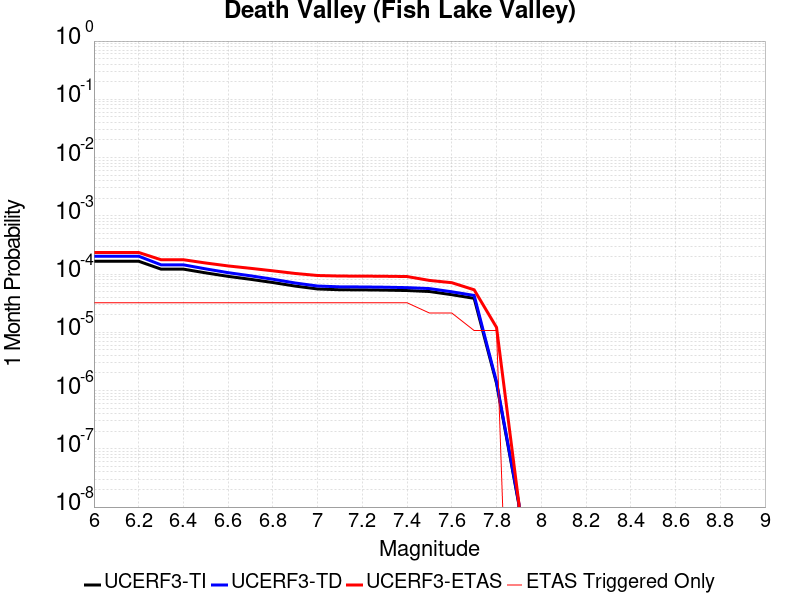 Death Valley (Fish Lake Valley)
10 0
10 -1
10 -2
10 -3
10 -4
10 -5
10 -6
10 -7
10 -8
1 Month Probability
6 6.2 6.4 6.6 6.8 7 7.2 7.4 7.6 7.8 8 8.2 8.4 8.6 8.8 9
Magnitude
UCERF3-TI UCERF3-TD UCERF3-ETAS ETAS Triggered Only